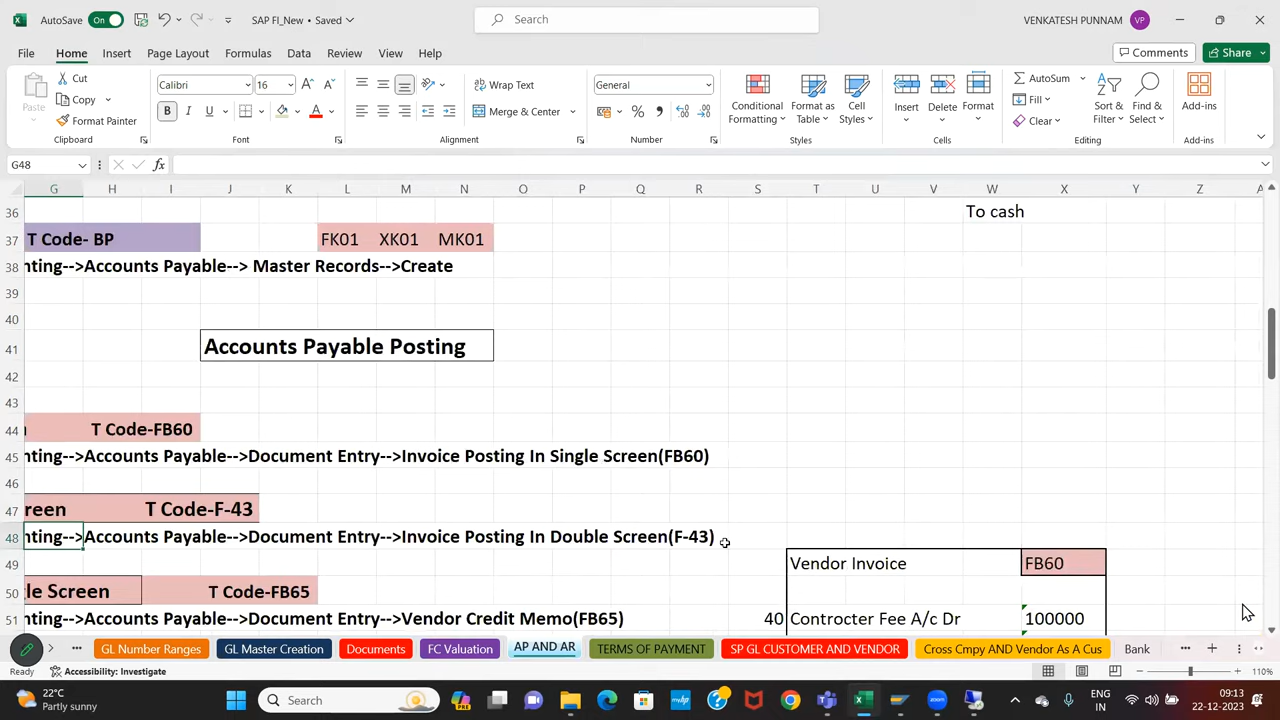 AutoSave On SAP FI_New • Saved Search VENKATESH PUNNAM VP
File Home Insert Page Layout Formulas Data Review View Help Comments Share
Paste Cut Copy Format Painter Clipboard
Calibri 16 B I U Font
Wrap Text Merge & Center Alignment
General Number
Conditional Formatting Format as Table Cell Styles Styles
Insert Delete Format Cells
AutoSum Fill Clear Sort & Filter Find & Select Editing
Add-ins Add-ins
G48 fx
G H I J K L M N O P Q R S T U V W X Y Z A
36 To cash
37 T Code- BP FK01 XK01 MK01
38 nting-->Accounts Payable--> Master Records-->Create
39
40
41 Accounts Payable Posting
42
43
44 T Code-FB60
45 nting-->Accounts Payable-->Document Entry-->Invoice Posting In Single Screen(FB60)
46
47 reen T Code-F-43
48 nting-->Accounts Payable-->Document Entry-->Invoice Posting In Double Screen(F-43)
49 Vendor Invoice FB60
50 le Screen T Code-FB65
51 nting-->Accounts Payable-->Document Entry-->Vendor Credit Memo(FB65) 40 Controcter Fee A/c Dr 100000
GL Number Ranges GL Master Creation Documents FC Valuation AP AND AR TERMS OF PAYMENT SP GL CUSTOMER AND VENDOR Cross Cmpy AND Vendor As A Cus Bank
Ready Accessibility: Investigate 110%
22°C Partly sunny Search ENG IN 09:13 22-12-2023